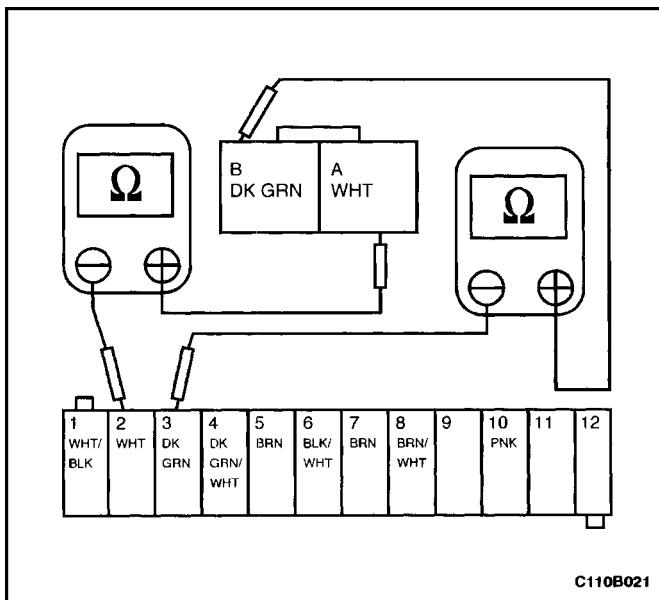 Ω
B
DK GRN
A
WHT
Ω
1
WHT/
BLK
2
WHT
3
DK
GRN
4
DK
GRN/
WHT
5
BRN
6
BLK/
WHT
7
BRN
8
BRN/
WHT
9
10
PNK
11
12
C110B021